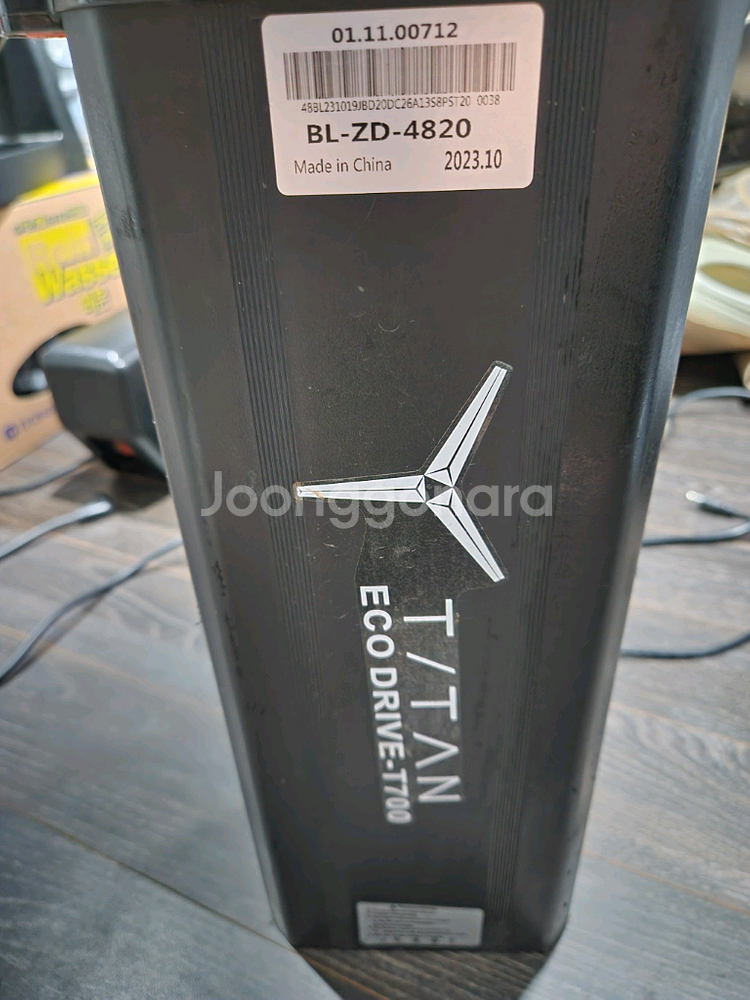 01.11.00712
48BL231019JBD20DC26A13S8PST20 0038
BL-ZD-4820
Made in China 2023.10
Joonggonara
T/TAN
ECO DRIVE-T700